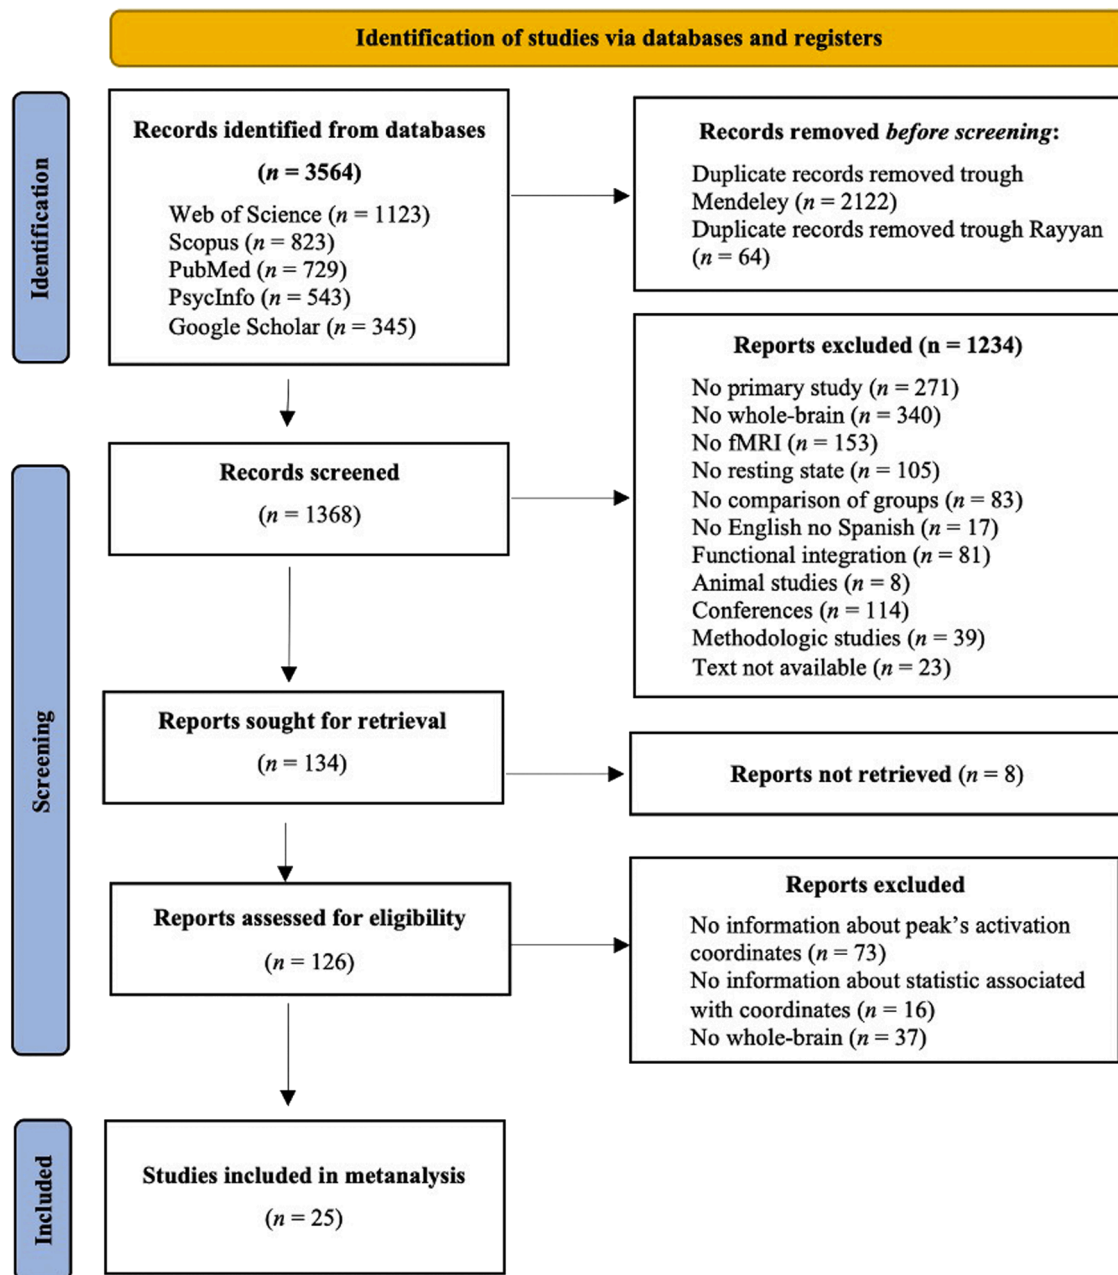 Identification of studies via databases and registers
Identification
Records identified from databases
(n = 3564)
Web of Science (n = 1123)
Scopus (n = 823)
PubMed (n = 729)
PsycInfo (n = 543)
Google Scholar (n = 345)
Records removed before screening:
Duplicate records removed trough
Mendeley (n = 2122)
Duplicate records removed trough Rayyan
(n = 64)
Screening
Records screened
(n = 1368)
Reports excluded (n = 1234)
No primary study (n = 271)
No whole-brain (n = 340)
No fMRI (n = 153)
No resting state (n = 105)
No comparison of groups (n = 83)
No English no Spanish (n = 17)
Functional integration (n = 81)
Animal studies (n = 8)
Conferences (n = 114)
Methodologic studies (n = 39)
Text not available (n = 23)
Reports sought for retrieval
(n = 134)
Reports not retrieved (n = 8)
Reports assessed for eligibility
(n = 126)
Reports excluded
No information about peak's activation
coordinates (n = 73)
No information about statistic associated
with coordinates (n = 16)
No whole-brain (n = 37)
Included
Studies included in metanalysis
(n = 25)